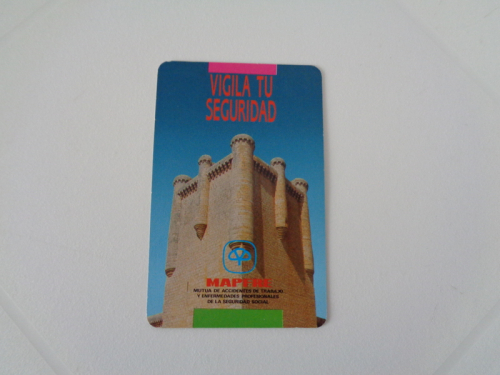 VIGILA TU
SEGURIDAD
MAPFRE
MUTUA DE ACCIDENTES DE TRABAJO
Y ENFERMEDADES PROFESIONALES
DE LA SEGURIDAD SOCIAL